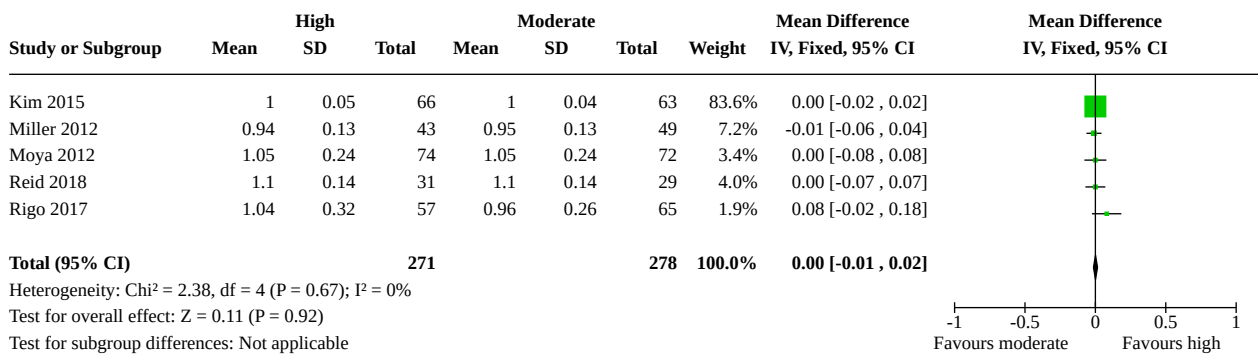 High Moderate Mean Difference Mean Difference
Study or Subgroup Mean SD Total Mean SD Total Weight IV, Fixed, 95% CI IV, Fixed, 95% CI
Kim 2015 1 0.05 66 1 0.04 63 83.6% 0.00 [-0.02 , 0.02]
Miller 2012 0.94 0.13 43 0.95 0.13 49 7.2% -0.01 [-0.06 , 0.04]
Moya 2012 1.05 0.24 74 1.05 0.24 72 3.4% 0.00 [-0.08 , 0.08]
Reid 2018 1.1 0.14 31 1.1 0.14 29 4.0% 0.00 [-0.07 , 0.07]
Rigo 2017 1.04 0.32 57 0.96 0.26 65 1.9% 0.08 [-0.02 , 0.18]
Total (95% CI) 271 278 100.0% 0.00 [-0.01 , 0.02]
Heterogeneity: Chi² = 2.38, df = 4 (P = 0.67); I² = 0%
Test for overall effect: Z = 0.11 (P = 0.92)
Test for subgroup differences: Not applicable
-1 -0.5 0 0.5 1
Favours moderate Favours high